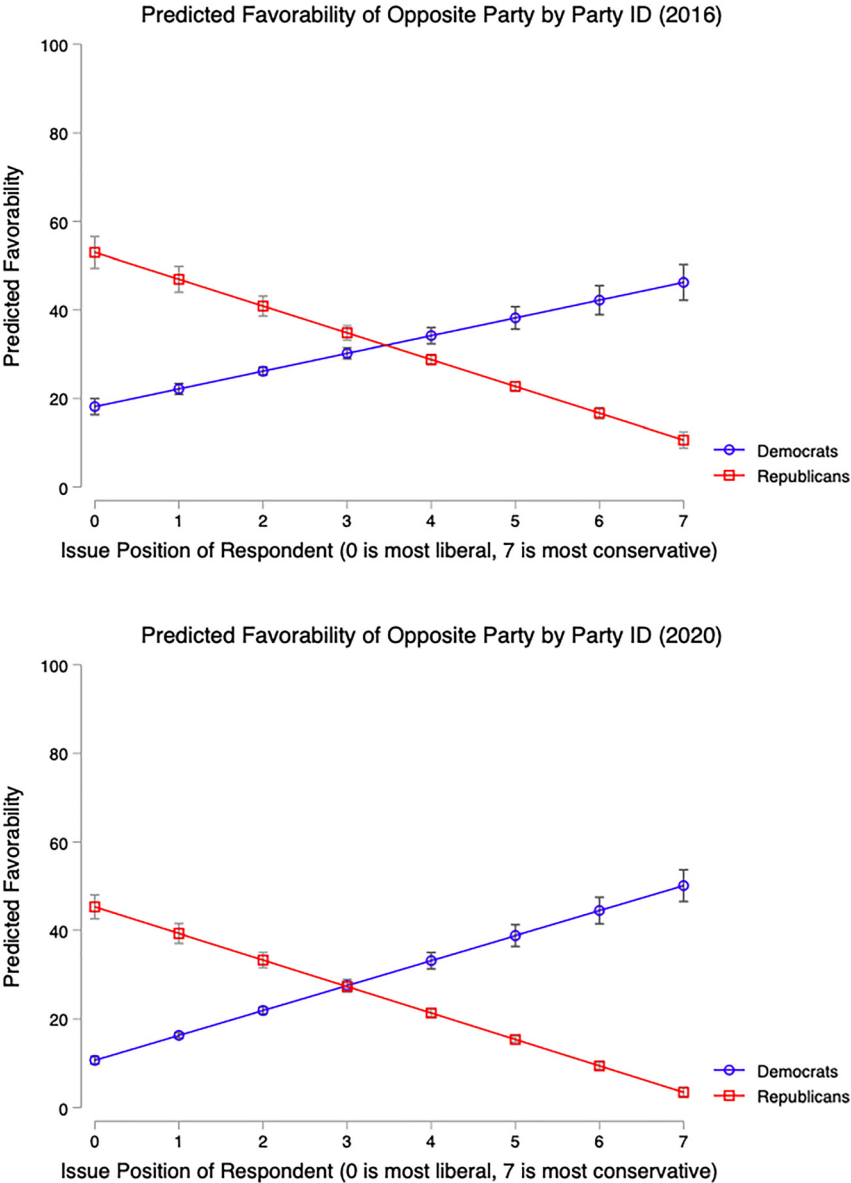 Predicted Favorability of Opposite Party by Party ID (2016)
100
80
60
40
20
0
Predicted Favorability
0 1 2 3 4 5 6 7
Issue Position of Respondent (0 is most liberal, 7 is most conservative)
Democrats
Republicans
Predicted Favorability of Opposite Party by Party ID (2020)
100
80
60
40
20
0
Predicted Favorability
0 1 2 3 4 5 6 7
Issue Position of Respondent (0 is most liberal, 7 is most conservative)
Democrats
Republicans